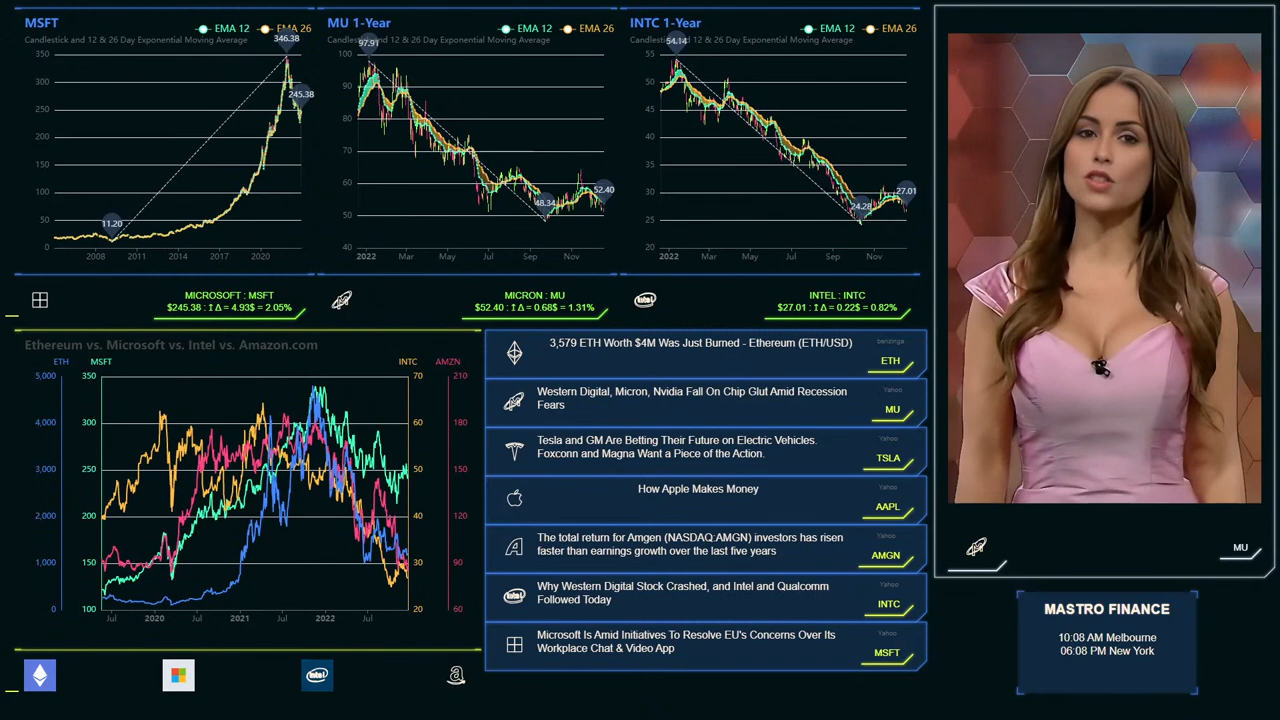 MSFT
EMA 12
EMA 26
Candlestick and 12 & 26 Day Exponential Moving Average
346.38
245.38
11.20
350
300
250
200
150
100
50
0
2008
2011
2014
2017
2020
MU 1-Year
EMA 12
EMA 26
Candlestick and 12 & 26 Day Exponential Moving Average
97.91
48.34
52.40
100
90
80
70
60
50
40
2022
Mar
May
Jul
Sep
Nov
INTC 1-Year
EMA 12
EMA 26
Candlestick and 12 & 26 Day Exponential Moving Average
54.14
24.28
27.01
55
50
45
40
35
30
25
20
2022
Mar
May
Jul
Sep
Nov
MICROSOFT : MSFT
$245.38 : ↥ Δ = 4.93$ = 2.05%
MICRON : MU
$52.40 : ↥ Δ = 0.68$ = 1.31%
intel
INTEL : INTC
$27.01 : ↥ Δ = 0.22$ = 0.82%
Ethereum vs. Microsoft vs. Intel vs. Amazon.com
ETH
MSFT
INTC
AMZN
5,000
4,000
3,000
2,000
1,000
0
350
300
250
200
150
100
70
60
50
40
30
20
210
180
150
120
90
60
Jul
2020
Jul
2021
Jul
2022
Jul
intel
a
3,579 ETH Worth $4M Was Just Burned - Ethereum (ETH/USD)
benzinga
ETH
Western Digital, Micron, Nvidia Fall On Chip Glut Amid Recession
Fears
Yahoo
MU
Tesla and GM Are Betting Their Future on Electric Vehicles.
Foxconn and Magna Want a Piece of the Action.
Yahoo
TSLA
How Apple Makes Money
Yahoo
AAPL
The total return for Amgen (NASDAQ:AMGN) investors has risen
faster than earnings growth over the last five years
Yahoo
AMGN
intel
Why Western Digital Stock Crashed, and Intel and Qualcomm
Followed Today
Yahoo
INTC
Microsoft Is Amid Initiatives To Resolve EU's Concerns Over Its
Workplace Chat & Video App
Yahoo
MSFT
MU
MASTRO FINANCE
10:08 AM Melbourne
06:08 PM New York